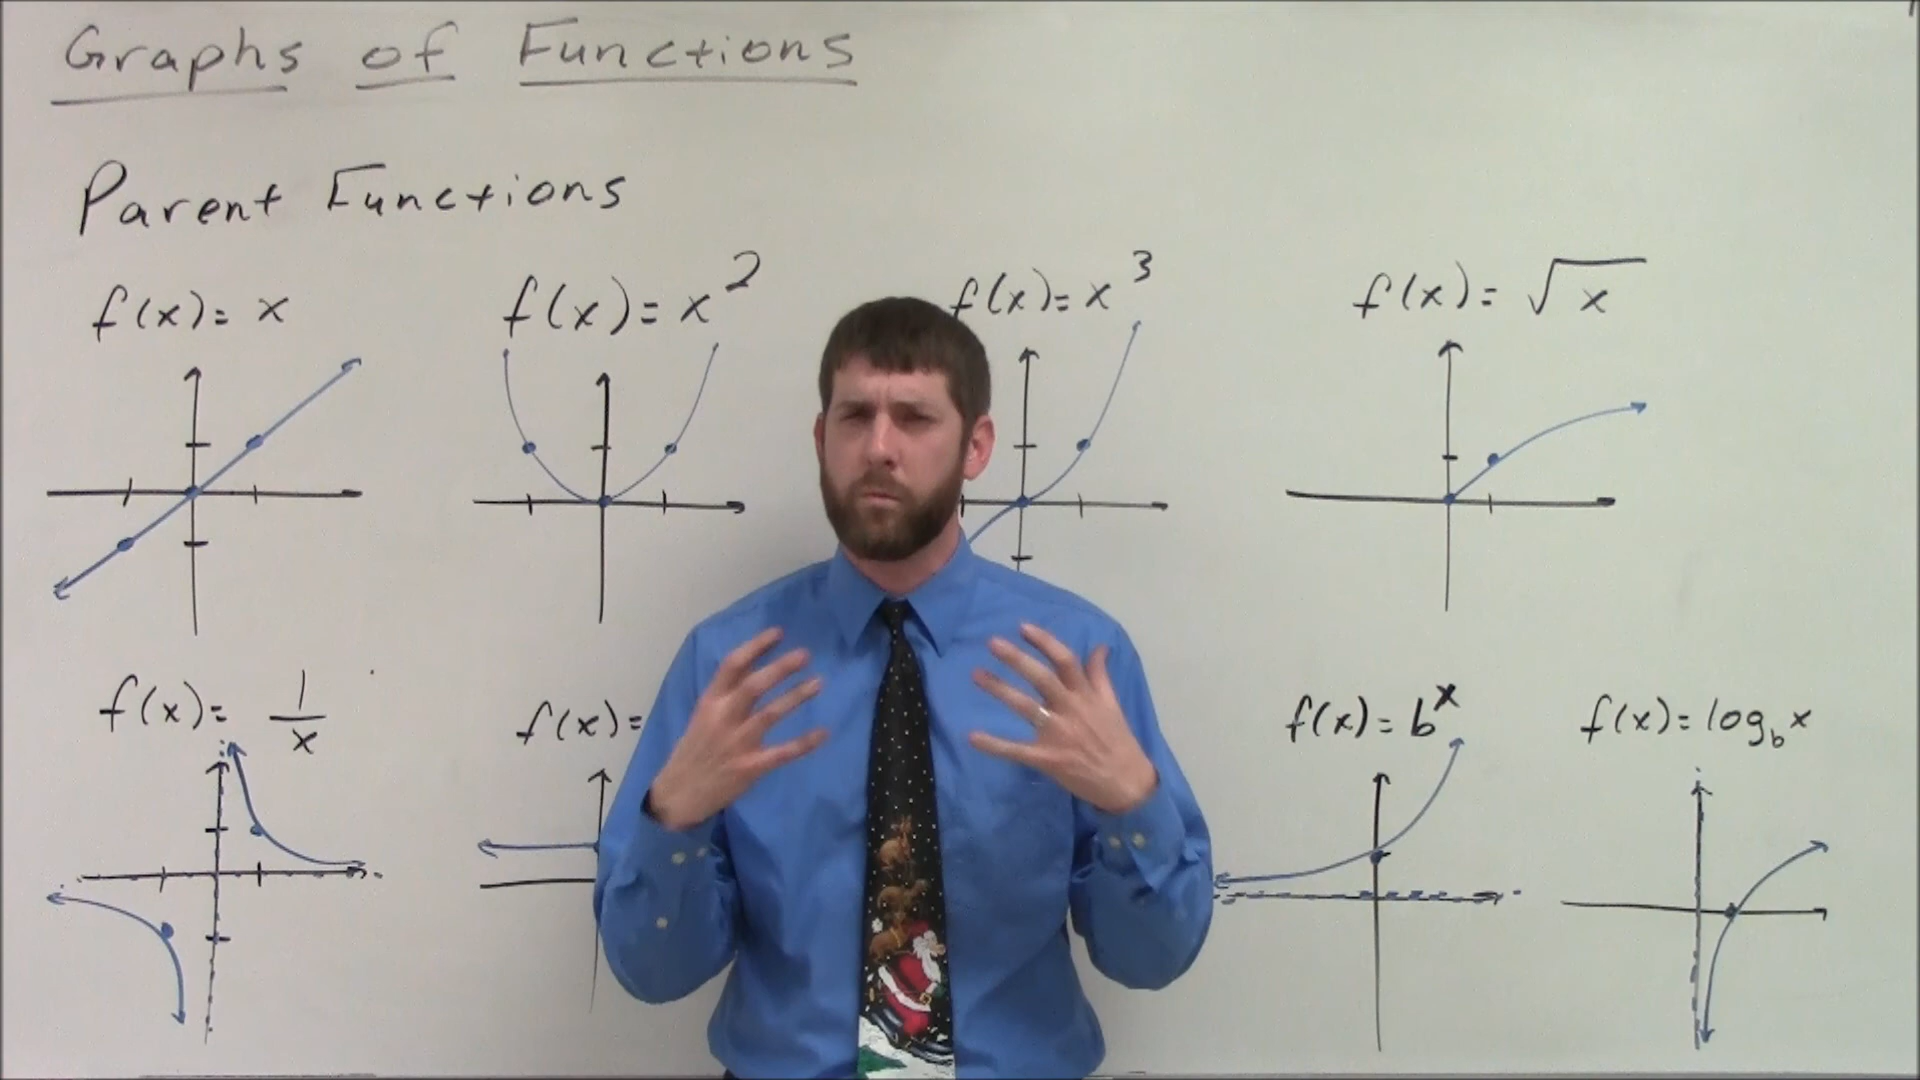 Graphs of Functions
Parent Functions
f(x)= x
f(x)= x²
f(x)= x³
f(x)= √x
f(x)= 1/x
f(x)=
f(x)= bˣ
f(x)= log_b x